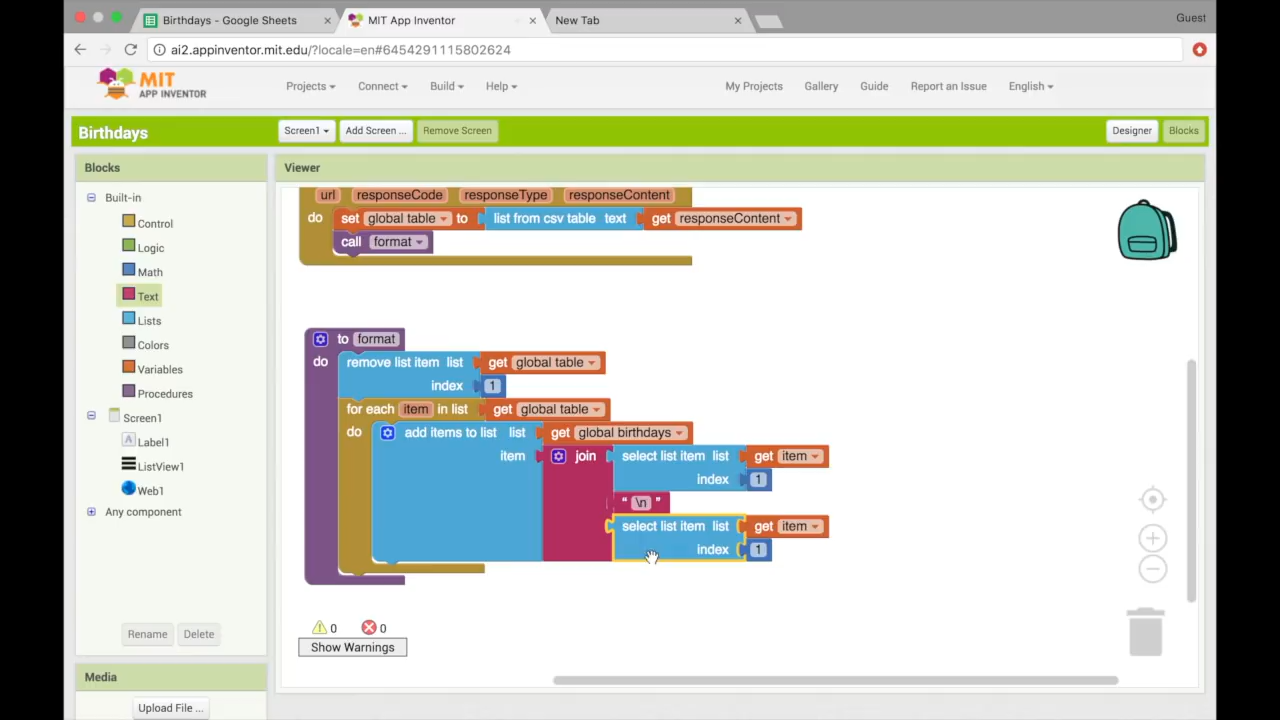 Birthdays - Google Sheets × MIT App Inventor × New Tab × Guest
ai2.appinventor.mit.edu/?locale=en#6454291115802624
MIT
APP INVENTOR
Projects Connect Build Help My Projects Gallery Guide Report an Issue English
Birthdays Screen1 Add Screen ... Remove Screen Designer Blocks
Blocks
Viewer
Built-in
Control
Logic
Math
Text
Lists
Colors
Variables
Procedures
Screen1
Label1
ListView1
Web1
Any component
Rename Delete
Media
Upload File ...
url responseCode responseType responseContent
do set global table to list from csv table text get responseContent
call format
to format
do remove list item list get global table
index 1
for each item in list get global table
do add items to list list get global birthdays
item join select list item list get item
index 1
" \n "
select list item list get item
index 1
0 0
Show Warnings